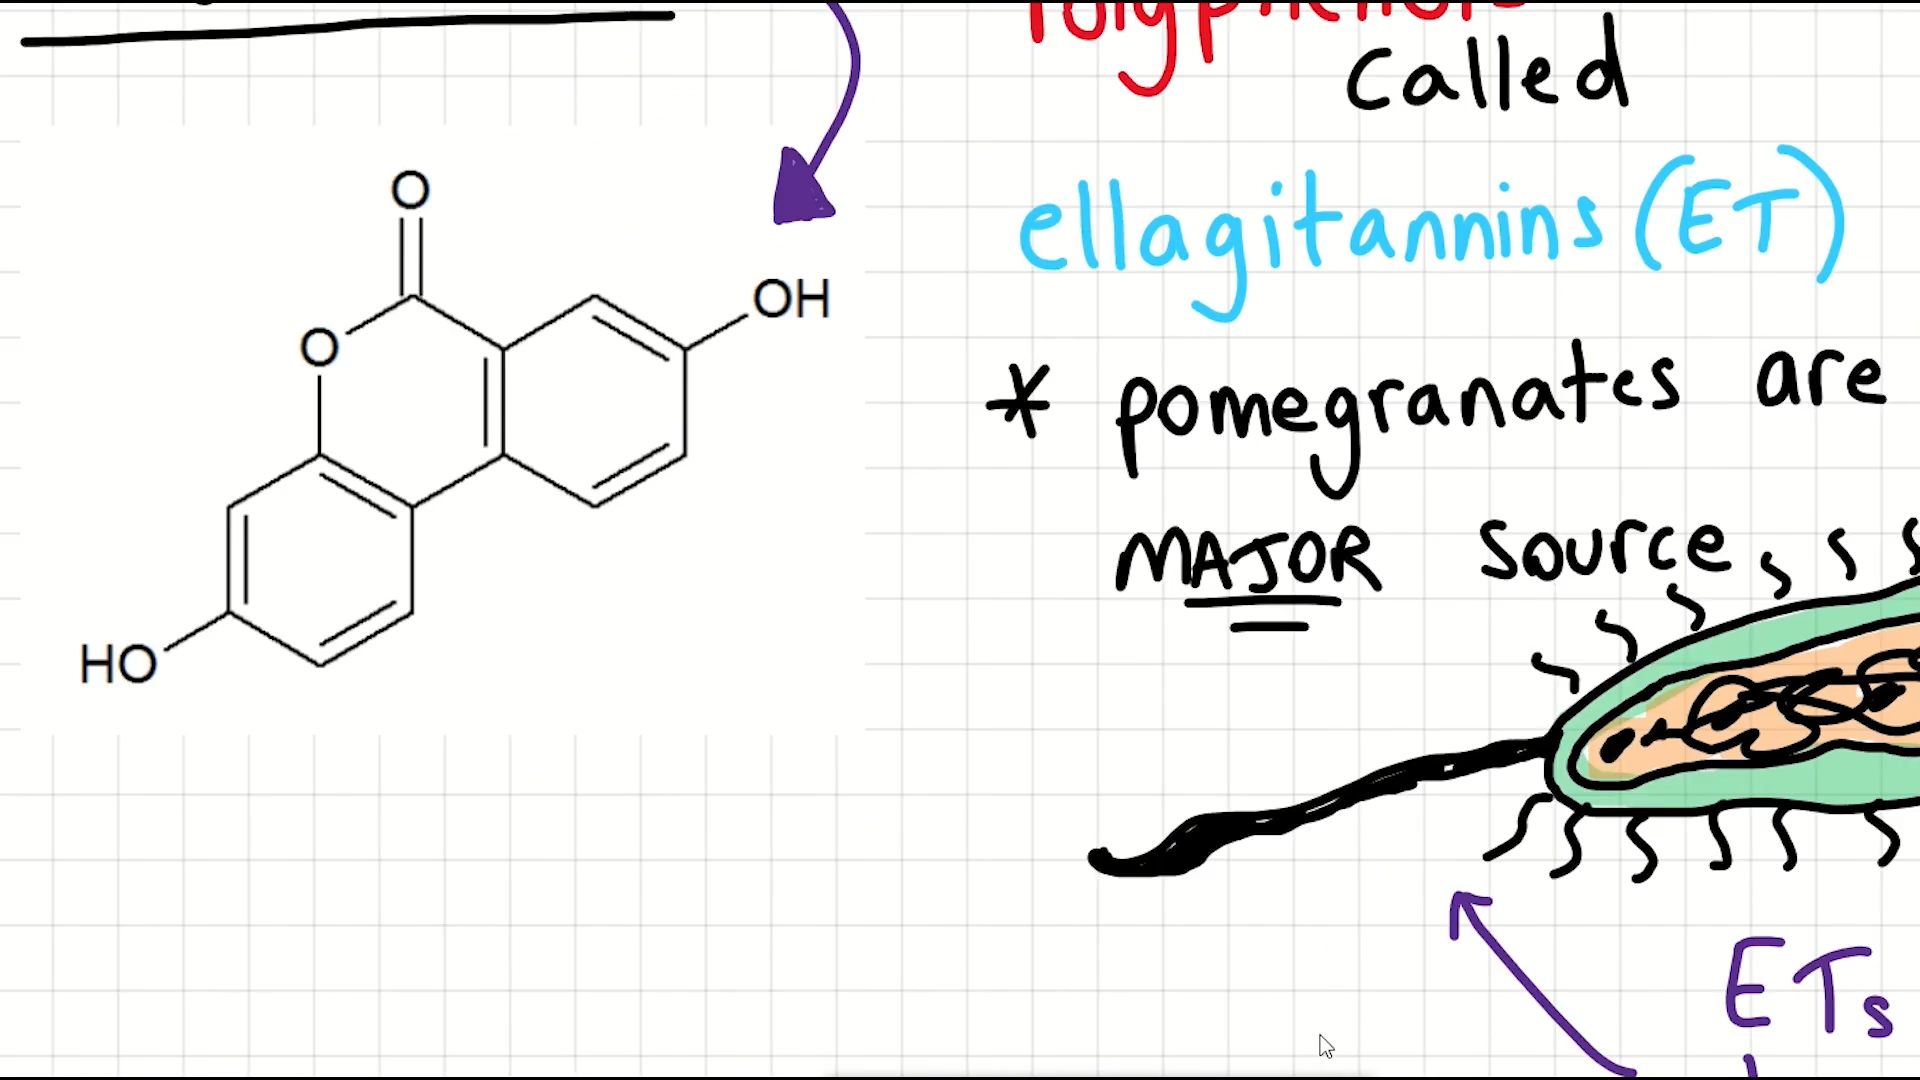 O
OH
O
HO
called
ellagitannins (ET)
* pomegranates are
MAJOR source
ETs